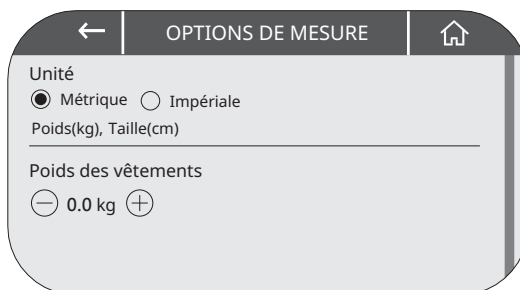 OPTIONS DE MESURE
Unité
Métrique Impériale
Poids(kg), Taille(cm)
Poids des vêtements
0.0 kg